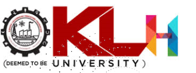 KLH
(DEEMED TO BE UNIVERSITY)